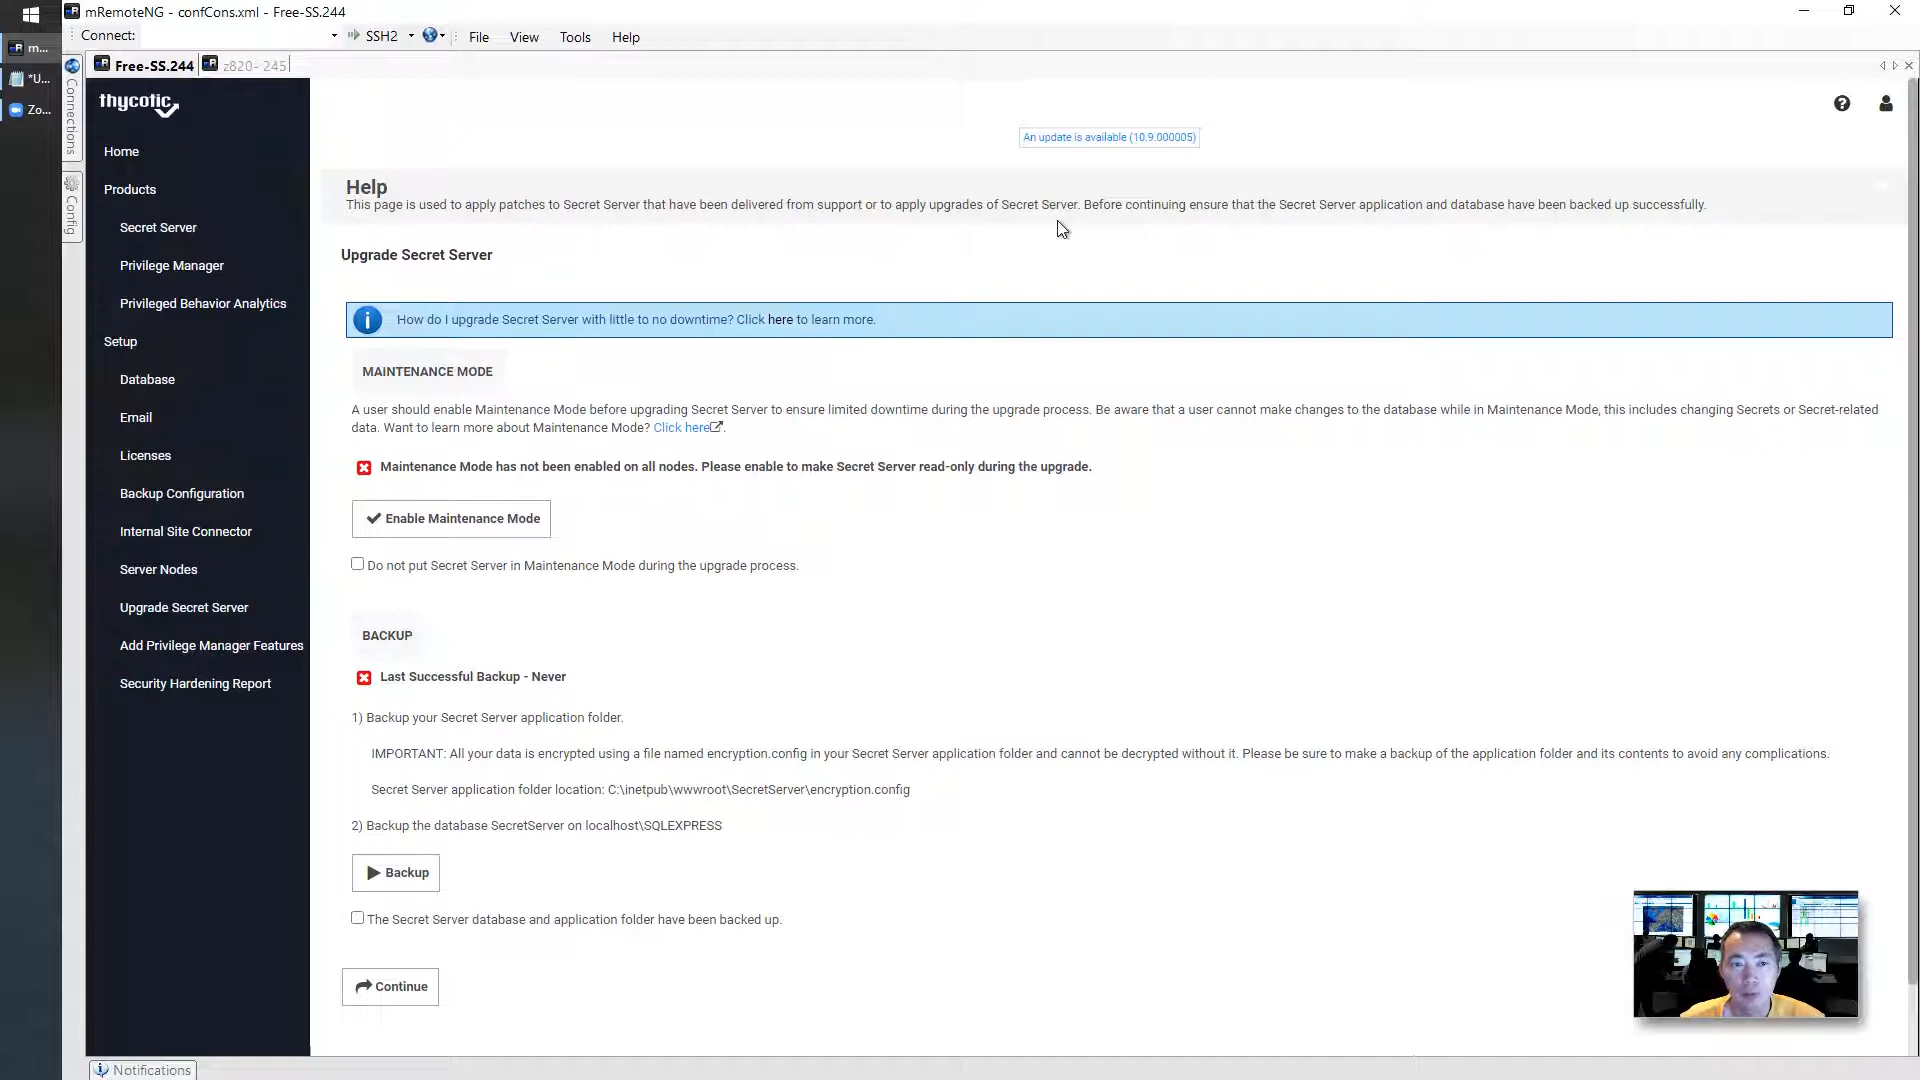 mRemoteNG - confCons.xml - Free-SS.244
Connect:
SSH2
File
View
Tools
Help
m...
*U...
Zo...
Connections
Config
Free-SS.244
z820- 245
thycotic
Home
Products
Secret Server
Privilege Manager
Privileged Behavior Analytics
Setup
Database
Email
Licenses
Backup Configuration
Internal Site Connector
Server Nodes
Upgrade Secret Server
Add Privilege Manager Features
Security Hardening Report
An update is available (10.9.000005)
Help
This page is used to apply patches to Secret Server that have been delivered from support or to apply upgrades of Secret Server. Before continuing ensure that the Secret Server application and database have been backed up successfully.
Upgrade Secret Server
How do I upgrade Secret Server with little to no downtime? Click here to learn more.
MAINTENANCE MODE
A user should enable Maintenance Mode before upgrading Secret Server to ensure limited downtime during the upgrade process. Be aware that a user cannot make changes to the database while in Maintenance Mode, this includes changing Secrets or Secret-related
data. Want to learn more about Maintenance Mode? Click here.
Maintenance Mode has not been enabled on all nodes. Please enable to make Secret Server read-only during the upgrade.
Enable Maintenance Mode
Do not put Secret Server in Maintenance Mode during the upgrade process.
BACKUP
Last Successful Backup - Never
1) Backup your Secret Server application folder.
IMPORTANT: All your data is encrypted using a file named encryption.config in your Secret Server application folder and cannot be decrypted without it. Please be sure to make a backup of the application folder and its contents to avoid any complications.
Secret Server application folder location: C:\inetpub\wwwroot\SecretServer\encryption.config
2) Backup the database SecretServer on localhost\SQLEXPRESS
Backup
The Secret Server database and application folder have been backed up.
Continue
Notifications